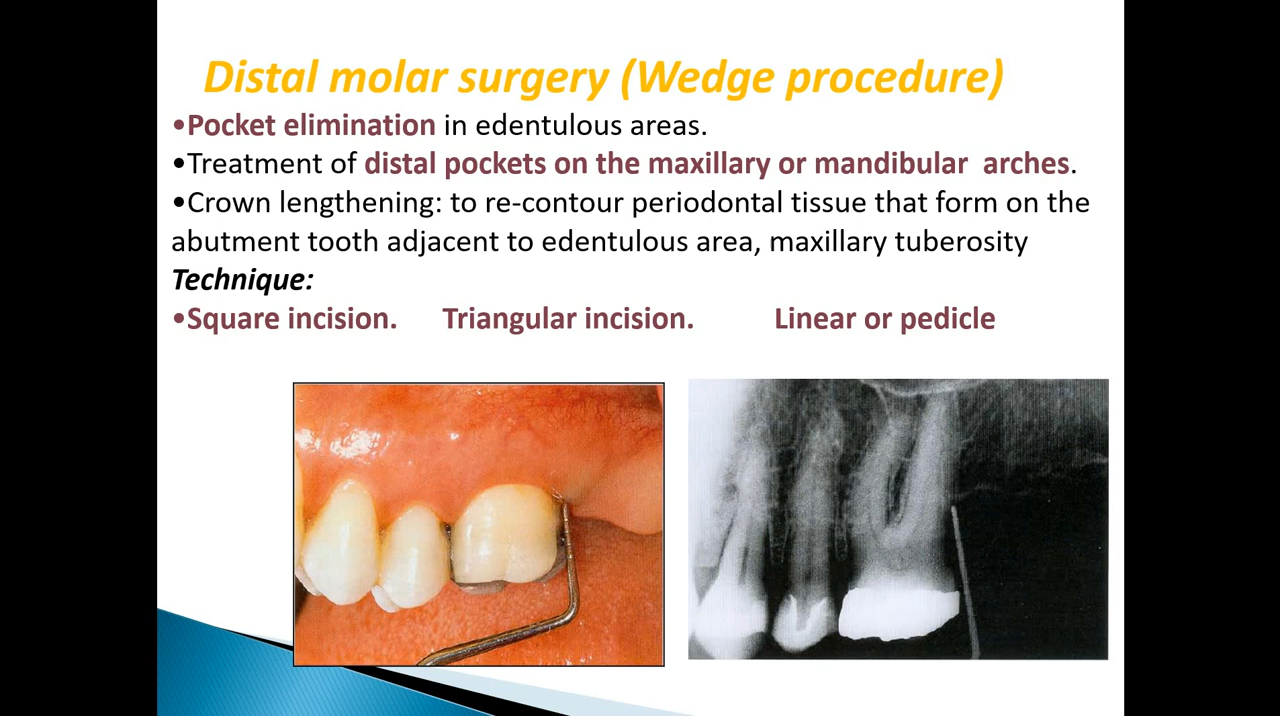 Distal molar surgery (Wedge procedure)
•Pocket elimination in edentulous areas.
•Treatment of distal pockets on the maxillary or mandibular arches.
•Crown lengthening: to re-contour periodontal tissue that form on the
abutment tooth adjacent to edentulous area, maxillary tuberosity
Technique:
•Square incision. Triangular incision. Linear or pedicle